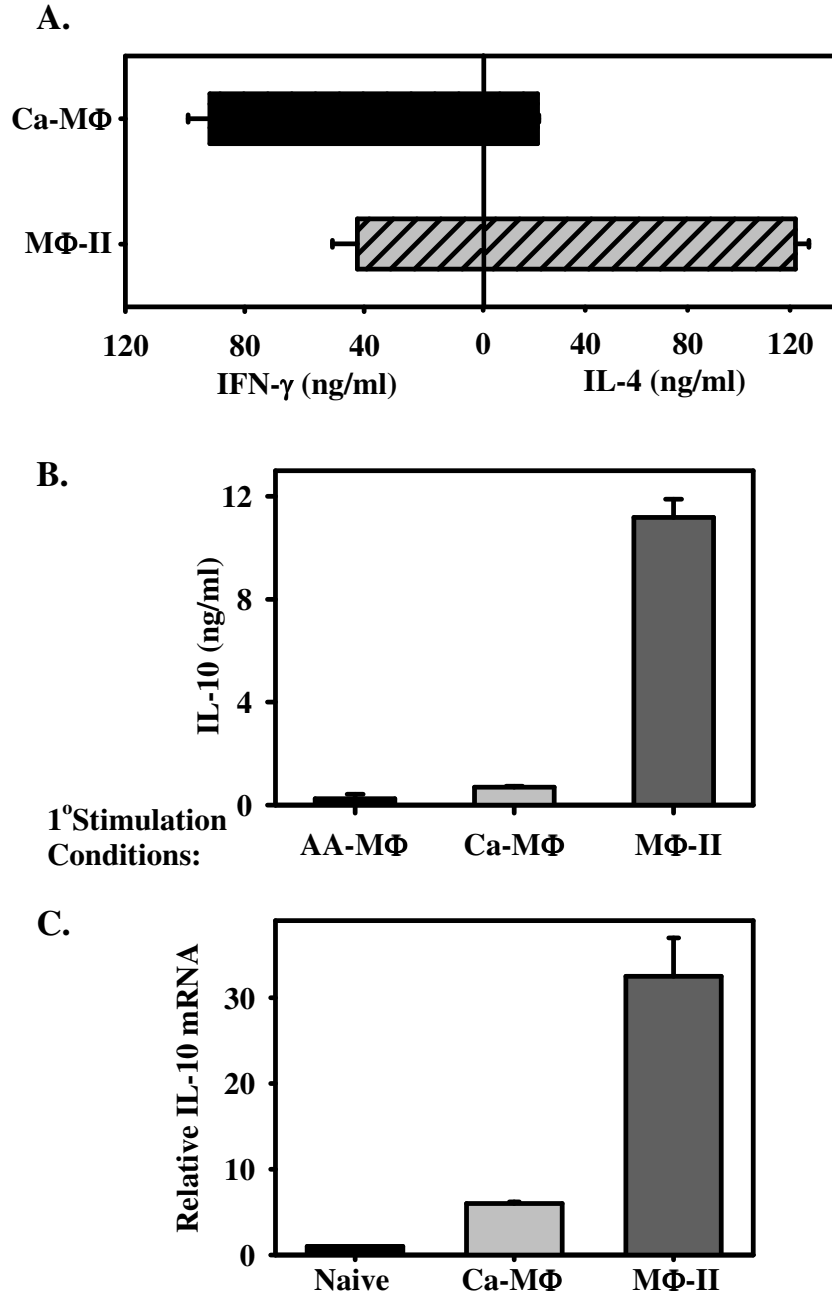 A.
Ca-MΦ
MΦ-II
120 80 40 0 40 80 120
IFN-γ (ng/ml) IL-4 (ng/ml)
B.
12
8
4
0
IL-10 (ng/ml)
1oStimulation
Conditions:
AA-MΦ Ca-MΦ MΦ-II
C.
30
20
10
0
Relative IL-10 mRNA
Naive Ca-MΦ MΦ-II